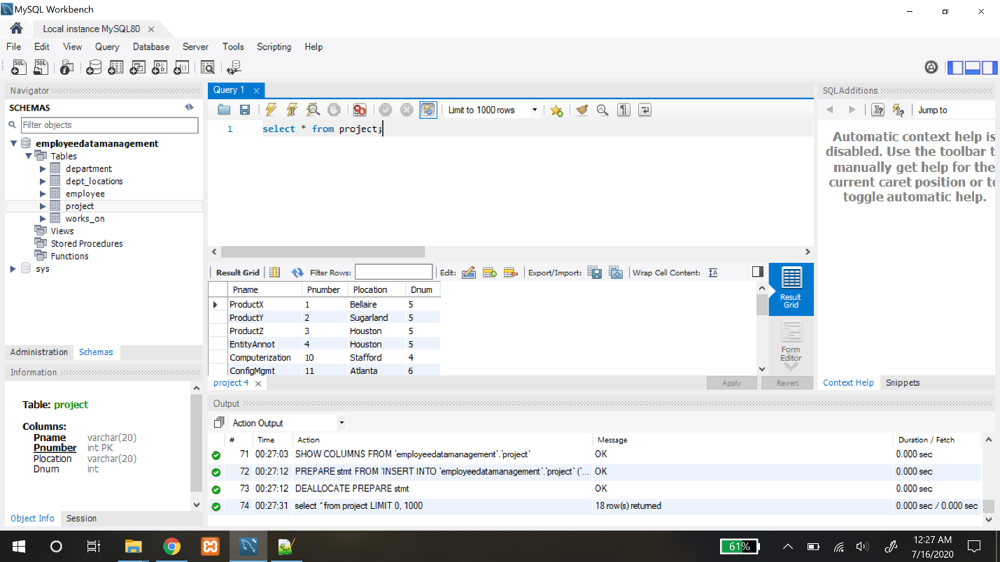 MySQL Workbench
Local instance MySQL80
File Edit View Query Database Server Tools Scripting Help
Navigator
SCHEMAS
Filter objects
employeedatamanagement
Tables
department
dept_locations
employee
project
works_on
Views
Stored Procedures
Functions
sys
Administration Schemas
Information
Table: project
Columns:
Pname varchar(20)
Pnumber int PK
Plocation varchar(20)
Dnum int
Object Info Session
Query 1
Limit to 1000 rows
1 select * from project;
Result Grid Filter Rows: Edit: Export/Import: Wrap Cell Content:
Pname Pnumber Plocation Dnum
ProductX 1 Bellaire 5
ProductY 2 Sugarland 5
ProductZ 3 Houston 5
EntityAnnot 4 Houston 5
Computerization 10 Stafford 4
ConfigMgmt 11 Atlanta 6
Result
Grid
Form
Editor
project 4
Apply Revert
SQLAdditions
Jump to
Automatic context help is
disabled. Use the toolbar t
manually get help for the
current caret position or to
toggle automatic help.
Context Help Snippets
Output
Action Output
# Time Action Message Duration / Fetch
71 00:27:03 SHOW COLUMNS FROM `employeedatamanagement`.`project` OK 0.000 sec
72 00:27:12 PREPARE stmt FROM 'INSERT INTO `employeedatamanagement`.`project` (`... OK 0.000 sec
73 00:27:12 DEALLOCATE PREPARE stmt OK 0.000 sec
74 00:27:31 select * from project LIMIT 0, 1000 18 row(s) returned 0.000 sec / 0.000 sec
61%
12:27 AM
7/16/2020